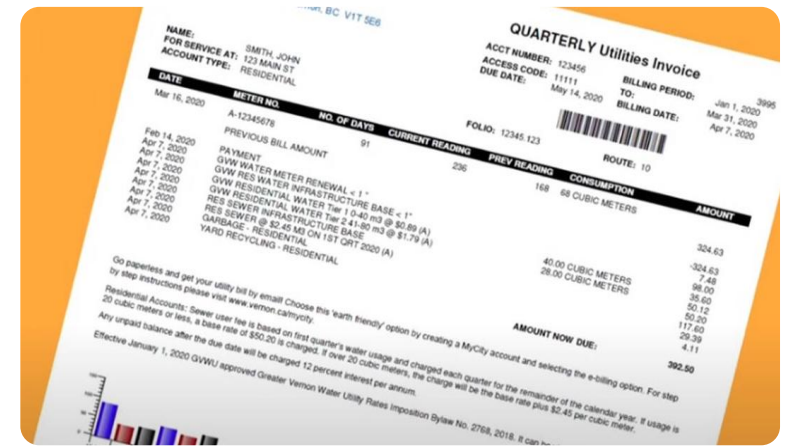 non, BC V1T 5E6
QUARTERLY Utilities Invoice
NAME: SMITH, JOHN
FOR SERVICE AT: 123 MAIN ST
ACCOUNT TYPE: RESIDENTIAL
ACCT NUMBER: 123456
ACCESS CODE: 11111
DUE DATE: May 14, 2020
3995
BILLING PERIOD: Jan 1, 2020
TO: Mar 31, 2020
BILLING DATE: Apr 7, 2020
FOLIO: 12345.123
ROUTE: 10
DATE METER NO. NO. OF DAYS CURRENT READING PREV READING CONSUMPTION AMOUNT
Mar 16, 2020 A-12345678 91 236 168 68 CUBIC METERS
PREVIOUS BILL AMOUNT 324.63
Feb 14, 2020 PAYMENT -324.63
Apr 7, 2020 GVW WATER METER RENEWAL < 1" 7.48
Apr 7, 2020 GVW RES WATER INFRASTRUCTURE BASE < 1" 98.00
Apr 7, 2020 GVW RESIDENTIAL WATER Tier 1 0-40 m3 @ $0.89 (A) 40.00 CUBIC METERS 35.60
Apr 7, 2020 GVW RESIDENTIAL WATER Tier 2 41-80 m3 @ $1.79 (A) 28.00 CUBIC METERS 50.12
Apr 7, 2020 RES SEWER INFRASTRUCTURE BASE 50.20
Apr 7, 2020 RES SEWER @ $2.45 M3 ON 1ST QRT 2020 (A) 117.60
Apr 7, 2020 GARBAGE - RESIDENTIAL 29.39
Apr 7, 2020 YARD RECYCLING - RESIDENTIAL 4.11
AMOUNT NOW DUE: 392.50
Go paperless and get your utility bill by email! Choose this 'earth friendly' option by creating a MyCity account and selecting the e-billing option. For step
by step instructions please visit www.vernon.ca/mycity.
Residential Accounts: Sewer user fee is based on first quarter's water usage and charged each quarter for the remainder of the calendar year. If usage is
20 cubic meters or less, a base rate of $50.20 is charged. If over 20 cubic meters, the charge will be the base rate plus $2.45 per cubic meter.
Any unpaid balance after the due date will be charged 12 percent interest per annum.
Effective January 1, 2020 GVWU approved Greater Vernon Water Utility Rates Imposition Bylaw No. 2768, 2018. It can be